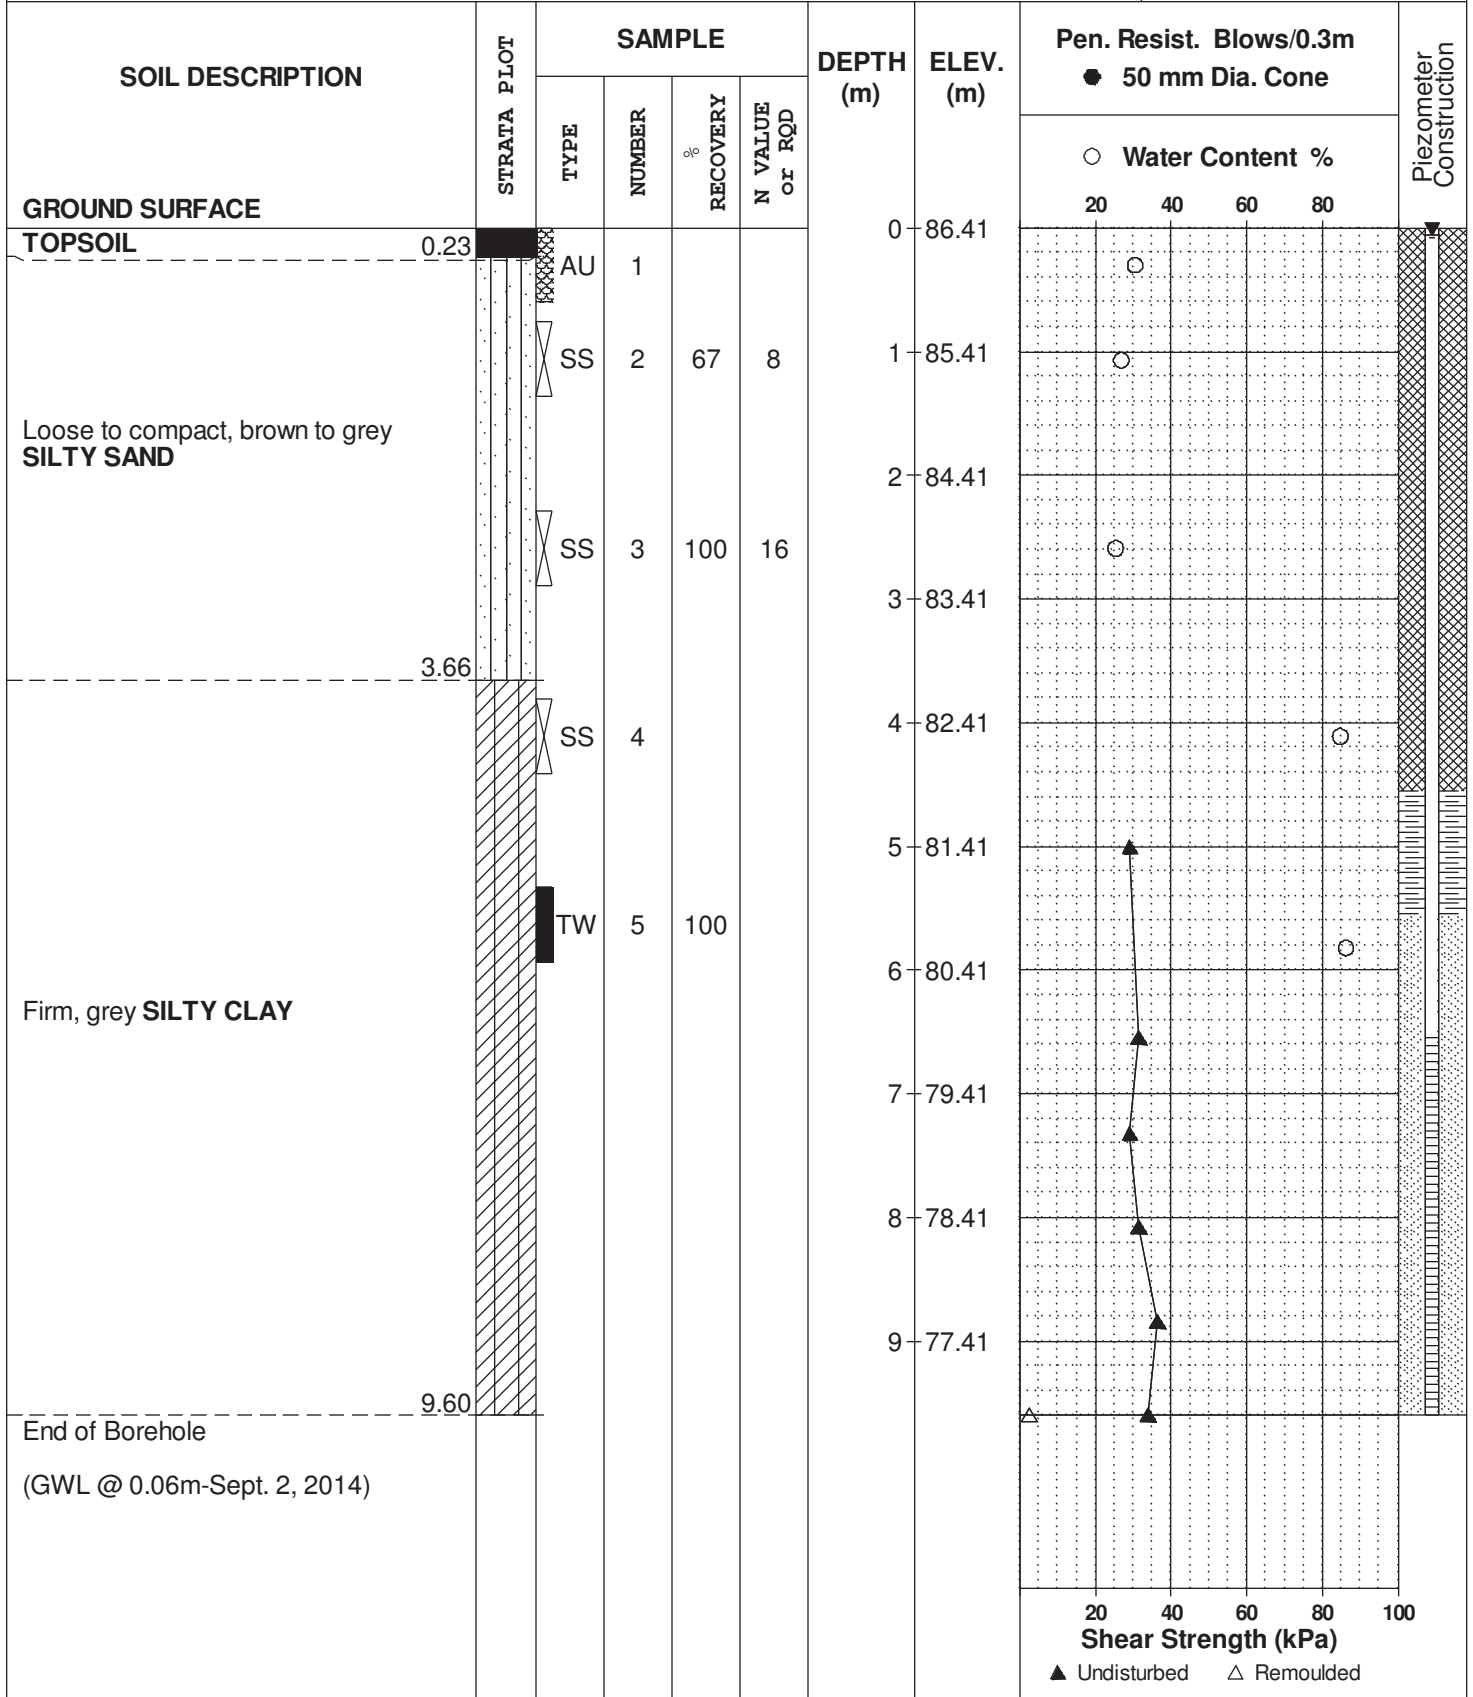 SOIL DESCRIPTION
STRATA PLOT
SAMPLE
TYPE
NUMBER
% RECOVERY
N VALUE or RQD
DEPTH (m)
ELEV. (m)
Pen. Resist. Blows/0.3m
● 50 mm Dia. Cone
○ Water Content %
Piezometer Construction
20 40 60 80
GROUND SURFACE
0 86.41
TOPSOIL 0.23
AU 1
1 85.41
SS 2 67 8
Loose to compact, brown to grey
SILTY SAND
2 84.41
SS 3 100 16
3 83.41
3.66
4 82.41
SS 4
5 81.41
TW 5 100
6 80.41
Firm, grey SILTY CLAY
7 79.41
8 78.41
9 77.41
9.60
End of Borehole
(GWL @ 0.06m-Sept. 2, 2014)
20 40 60 80 100
Shear Strength (kPa)
▲ Undisturbed △ Remoulded